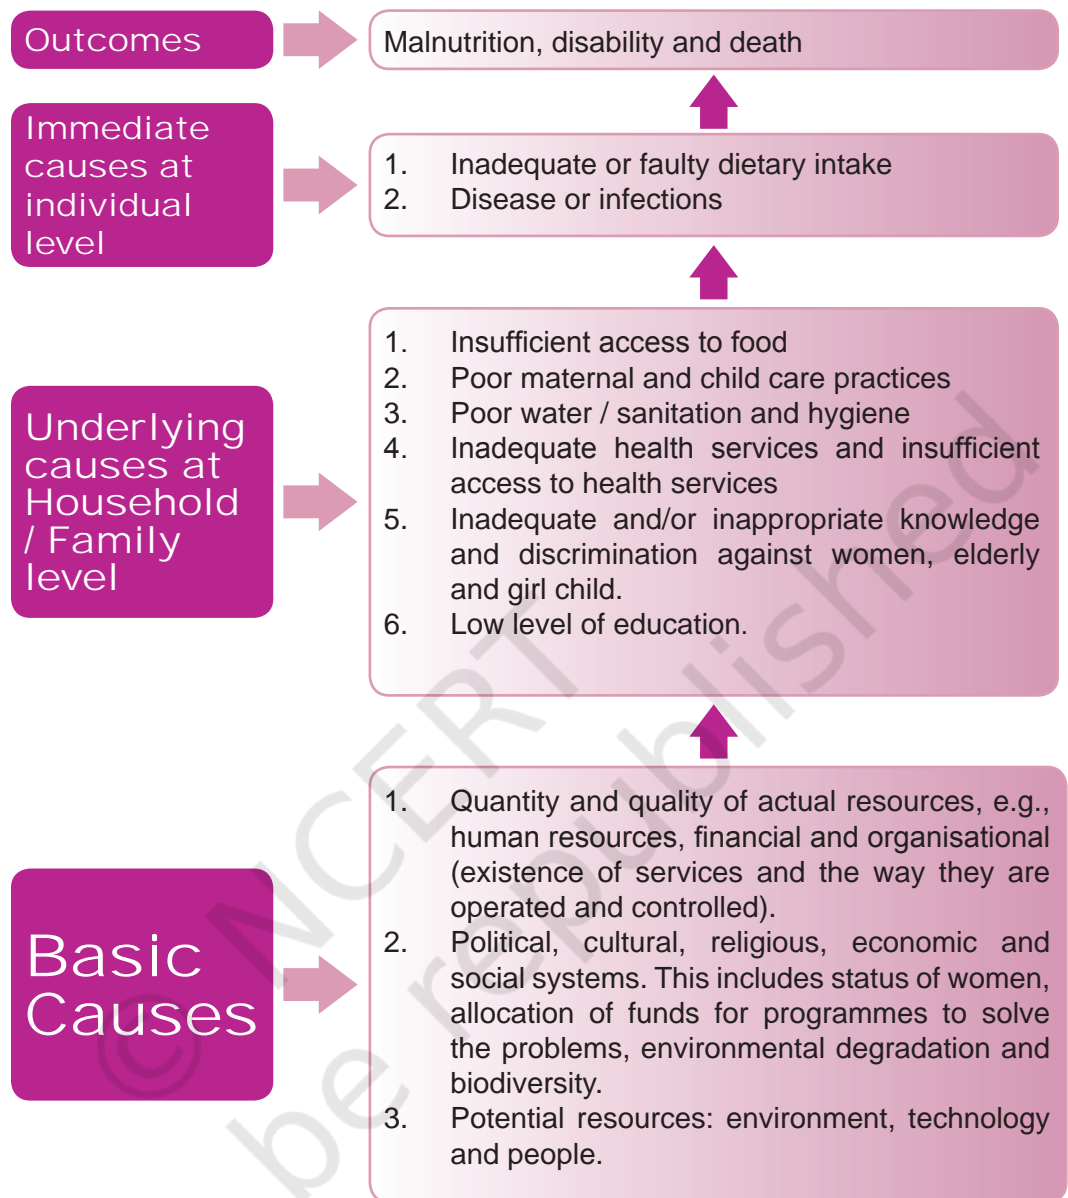 Outcomes
Malnutrition, disability and death
Immediate
causes at
individual
level
1. Inadequate or faulty dietary intake
2. Disease or infections
Underlying
causes at
Household
/ Family
level
1. Insufficient access to food
2. Poor maternal and child care practices
3. Poor water / sanitation and hygiene
4. Inadequate health services and insufficient
access to health services
5. Inadequate and/or inappropriate knowledge
and discrimination against women, elderly
and girl child.
6. Low level of education.
Basic
Causes
1. Quantity and quality of actual resources, e.g.,
human resources, financial and organisational
(existence of services and the way they are
operated and controlled).
2. Political, cultural, religious, economic and
social systems. This includes status of women,
allocation of funds for programmes to solve
the problems, environmental degradation and
biodiversity.
3. Potential resources: environment, technology
and people.
© NCERT
be republished